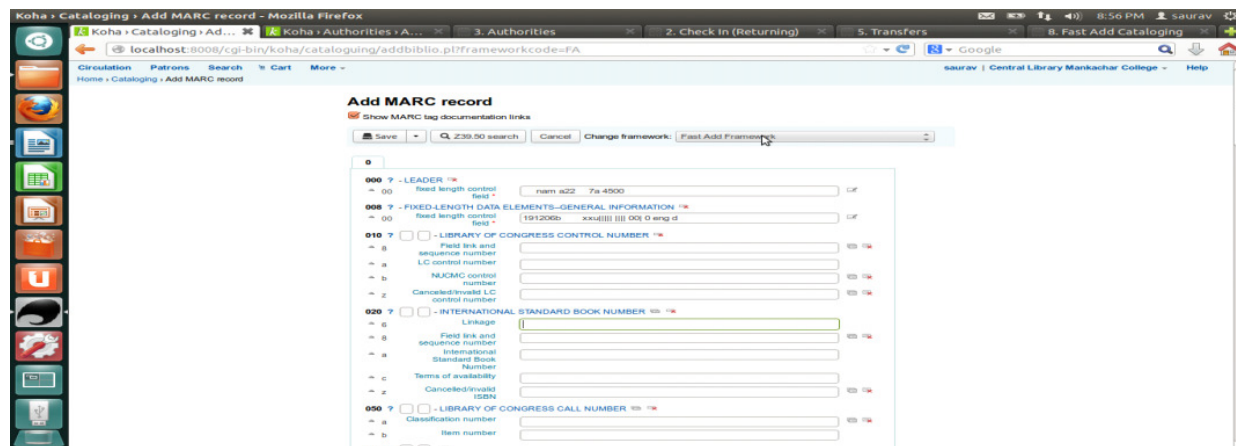 Koha › Cataloging › Add MARC record - Mozilla Firefox
8:56 PM saurav
Koha › Cataloging › Ad... Koha › Authorities › A... 3. Authorities 2. Check In (Returning) 5. Transfers 8. Fast Add Cataloging
localhost:8008/cgi-bin/koha/cataloguing/addbiblio.pl?frameworkcode=FA Google
Circulation Patrons Search Cart More saurav | Central Library Mankachar College Help
Home › Cataloging › Add MARC record
Add MARC record
Show MARC tag documentation links
Save Z39.50 search Cancel Change framework: Fast Add Framework
0
000 ? - LEADER
00 fixed length control field * nam a22 7a 4500
008 ? - FIXED-LENGTH DATA ELEMENTS--GENERAL INFORMATION
00 fixed length control field * 191206b xxu||||| |||| 00| 0 eng d
010 ? - LIBRARY OF CONGRESS CONTROL NUMBER
8 Field link and sequence number
a LC control number
b NUCMC control number
z Canceled/invalid LC control number
020 ? - INTERNATIONAL STANDARD BOOK NUMBER
6 Linkage
8 Field link and sequence number
a International Standard Book Number
c Terms of availability
z Cancelled/invalid ISBN
050 ? - LIBRARY OF CONGRESS CALL NUMBER
a Classification number
b Item number